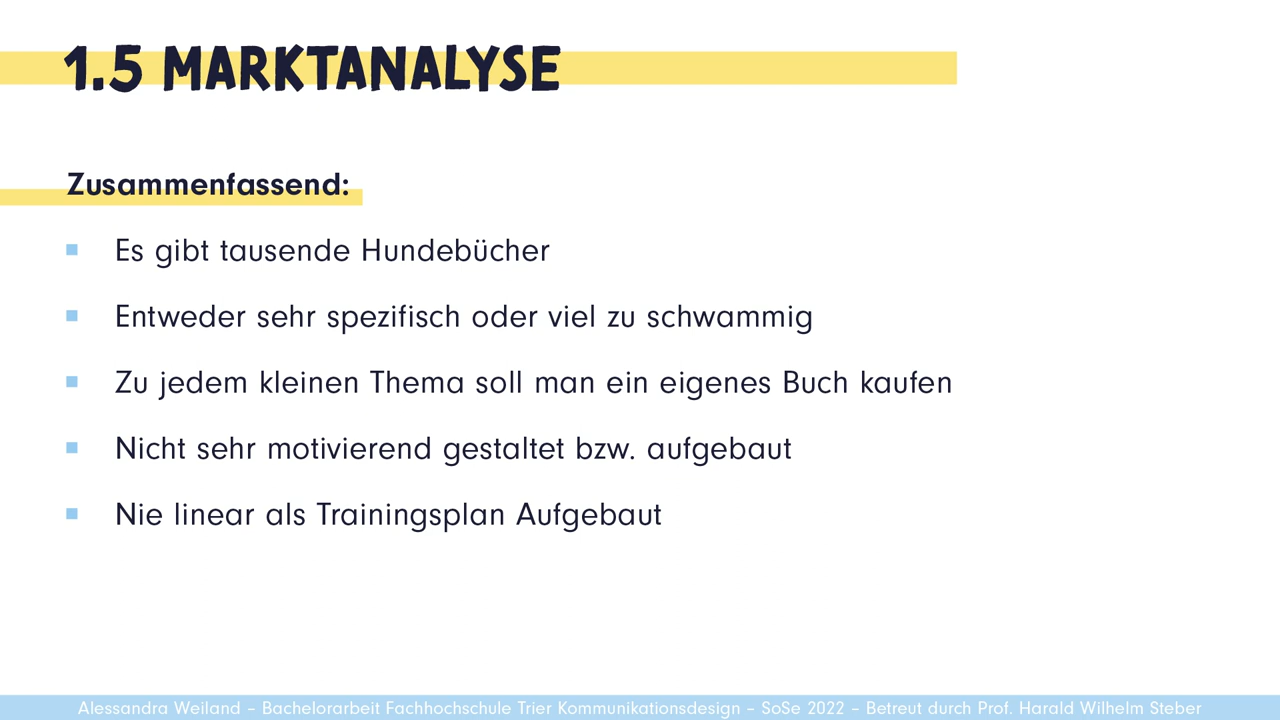 1.5 MARKTANALYSE
Zusammenfassend:
Es gibt tausende Hundebücher
Entweder sehr spezifisch oder viel zu schwammig
Zu jedem kleinen Thema soll man ein eigenes Buch kaufen
Nicht sehr motivierend gestaltet bzw. aufgebaut
Nie linear als Trainingsplan Aufgebaut
Alessandra Weiland – Bachelorarbeit Fachhochschule Trier Kommunikationsdesign – SoSe 2022 – Betreut durch Prof. Harald Wilhelm Steber